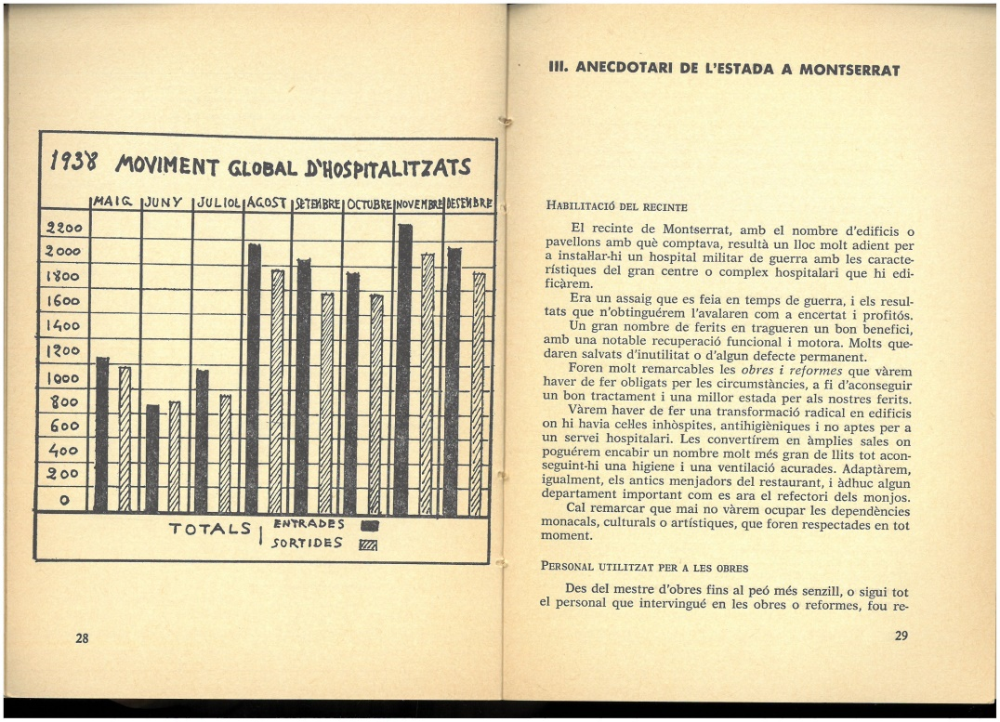 1938 MOVIMENT GLOBAL D'HOSPITALITZATS
MAIG JUNY JULIOL AGOST SETEMBRE OCTUBRE NOVEMBRE DESEMBRE
2200
2000
1800
1600
1400
1200
1000
800
600
400
200
0
TOTALS ENTRADES
SORTIDES
28
III. ANECDOTARI DE L'ESTADA A MONTSERRAT
HABILITACIÓ DEL RECINTE
El recinte de Montserrat, amb el nombre d'edificis o
pavellons amb què comptava, resultà un lloc molt adient per
a instaŀlar-hi un hospital militar de guerra amb les caracte-
rístiques del gran centre o complex hospitalari que hi edi-
ficàrem.
Era un assaig que es feia en temps de guerra, i els resul-
tats que n'obtinguérem l'avalaren com a encertat i profitós.
Un gran nombre de ferits en tragueren un bon benefici,
amb una notable recuperació funcional i motora. Molts que-
daren salvats d'inutilitat o d'algun defecte permanent.
Foren molt remarcables les obres i reformes que vàrem
haver de fer obligats per les circumstàncies, a fi d'aconseguir
un bon tractament i una millor estada per als nostres ferits.
Vàrem haver de fer una transformació radical en edificis
on hi havia ceŀles inhòspites, antihigièniques i no aptes per a
un servei hospitalari. Les convertírem en àmplies sales on
poguérem encabir un nombre molt més gran de llits tot acon-
seguint-hi una higiene i una ventilació acurades. Adaptàrem,
igualment, els antics menjadors del restaurant, i àdhuc algun
departament important com es ara el refectori dels monjos.
Cal remarcar que mai no vàrem ocupar les dependències
monacals, culturals o artístiques, que foren respectades en tot
moment.
PERSONAL UTILITZAT PER A LES OBRES
Des del mestre d'obres fins al peó més senzill, o sigui tot
el personal que intervingué en les obres o reformes, fou re-
29